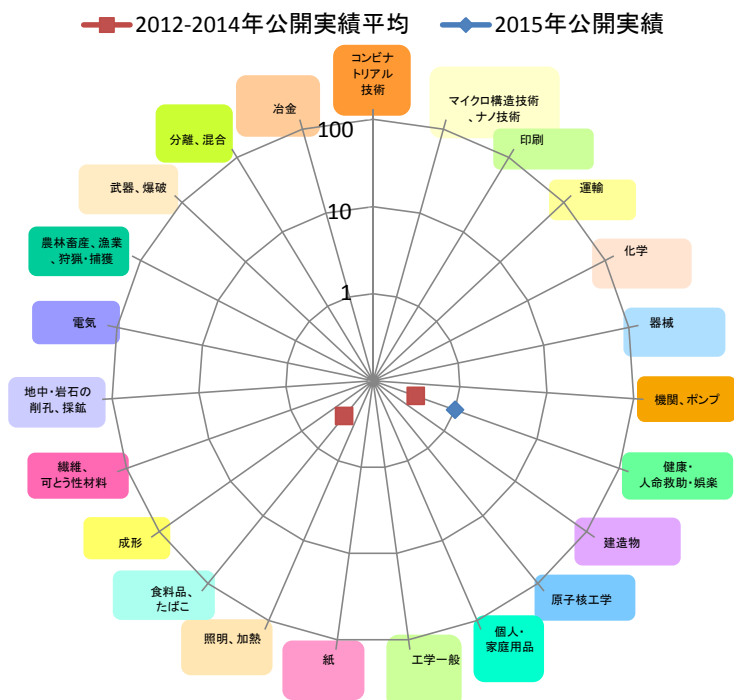 2012-2014年公開実績平均
2015年公開実績
コンビナ
トリアル
技術
マイクロ構造技術
、ナノ技術
印刷
運輸
化学
器械
機関、ポンプ
健康・
人命救助・娯楽
建造物
原子核工学
個人・
家庭用品
工学一般
紙
照明、加熱
食料品、
たばこ
成形
繊維、
可とう性材料
地中・岩石の
削孔、採鉱
電気
農林畜産、漁業
、狩猟・捕獲
武器、爆破
分離、混合
冶金
100
10
1